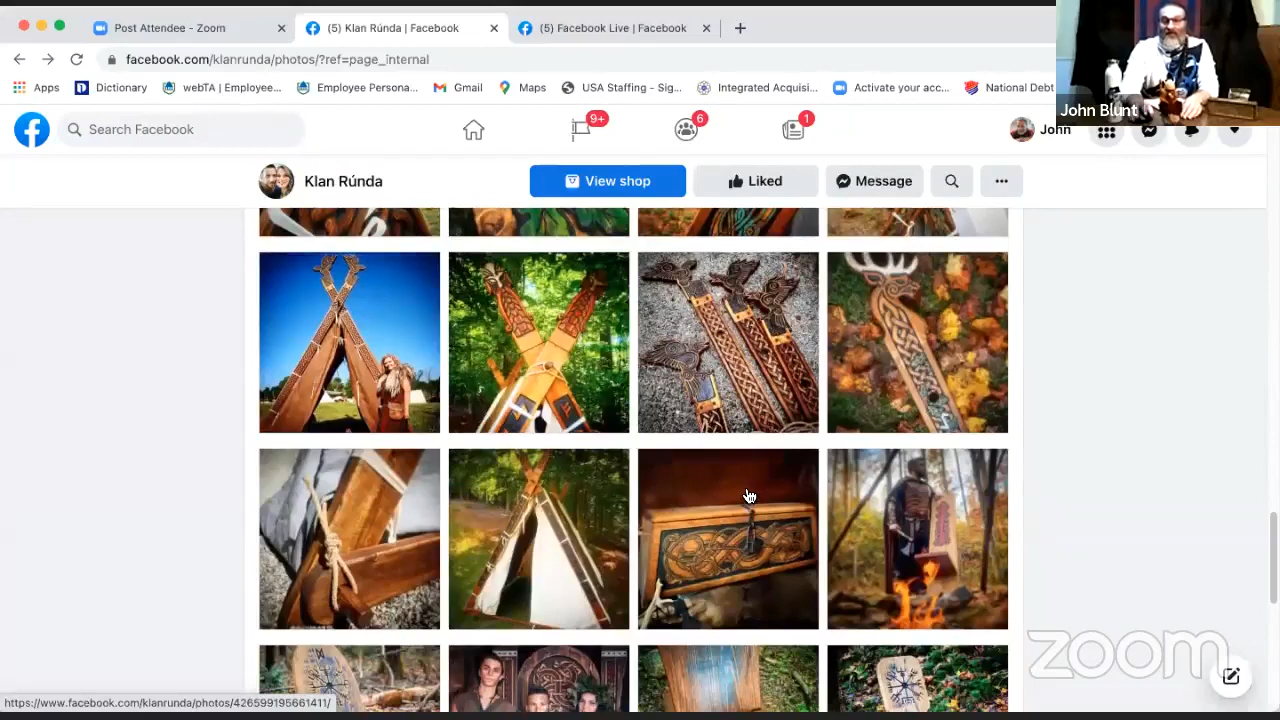 Post Attendee - Zoom
(5) Klan Rúnda | Facebook
(5) Facebook Live | Facebook
facebook.com/klanrunda/photos/?ref=page_internal
Apps
Dictionary
webTA | Employee...
Employee Persona...
Gmail
Maps
USA Staffing - Sig...
Integrated Acquisi...
Activate your acc...
National Debt
John Blunt
Search Facebook
9+
6
1
John
Klan Rúnda
View shop
Liked
Message
zoom
https://www.facebook.com/klanrunda/photos/426599195661411/